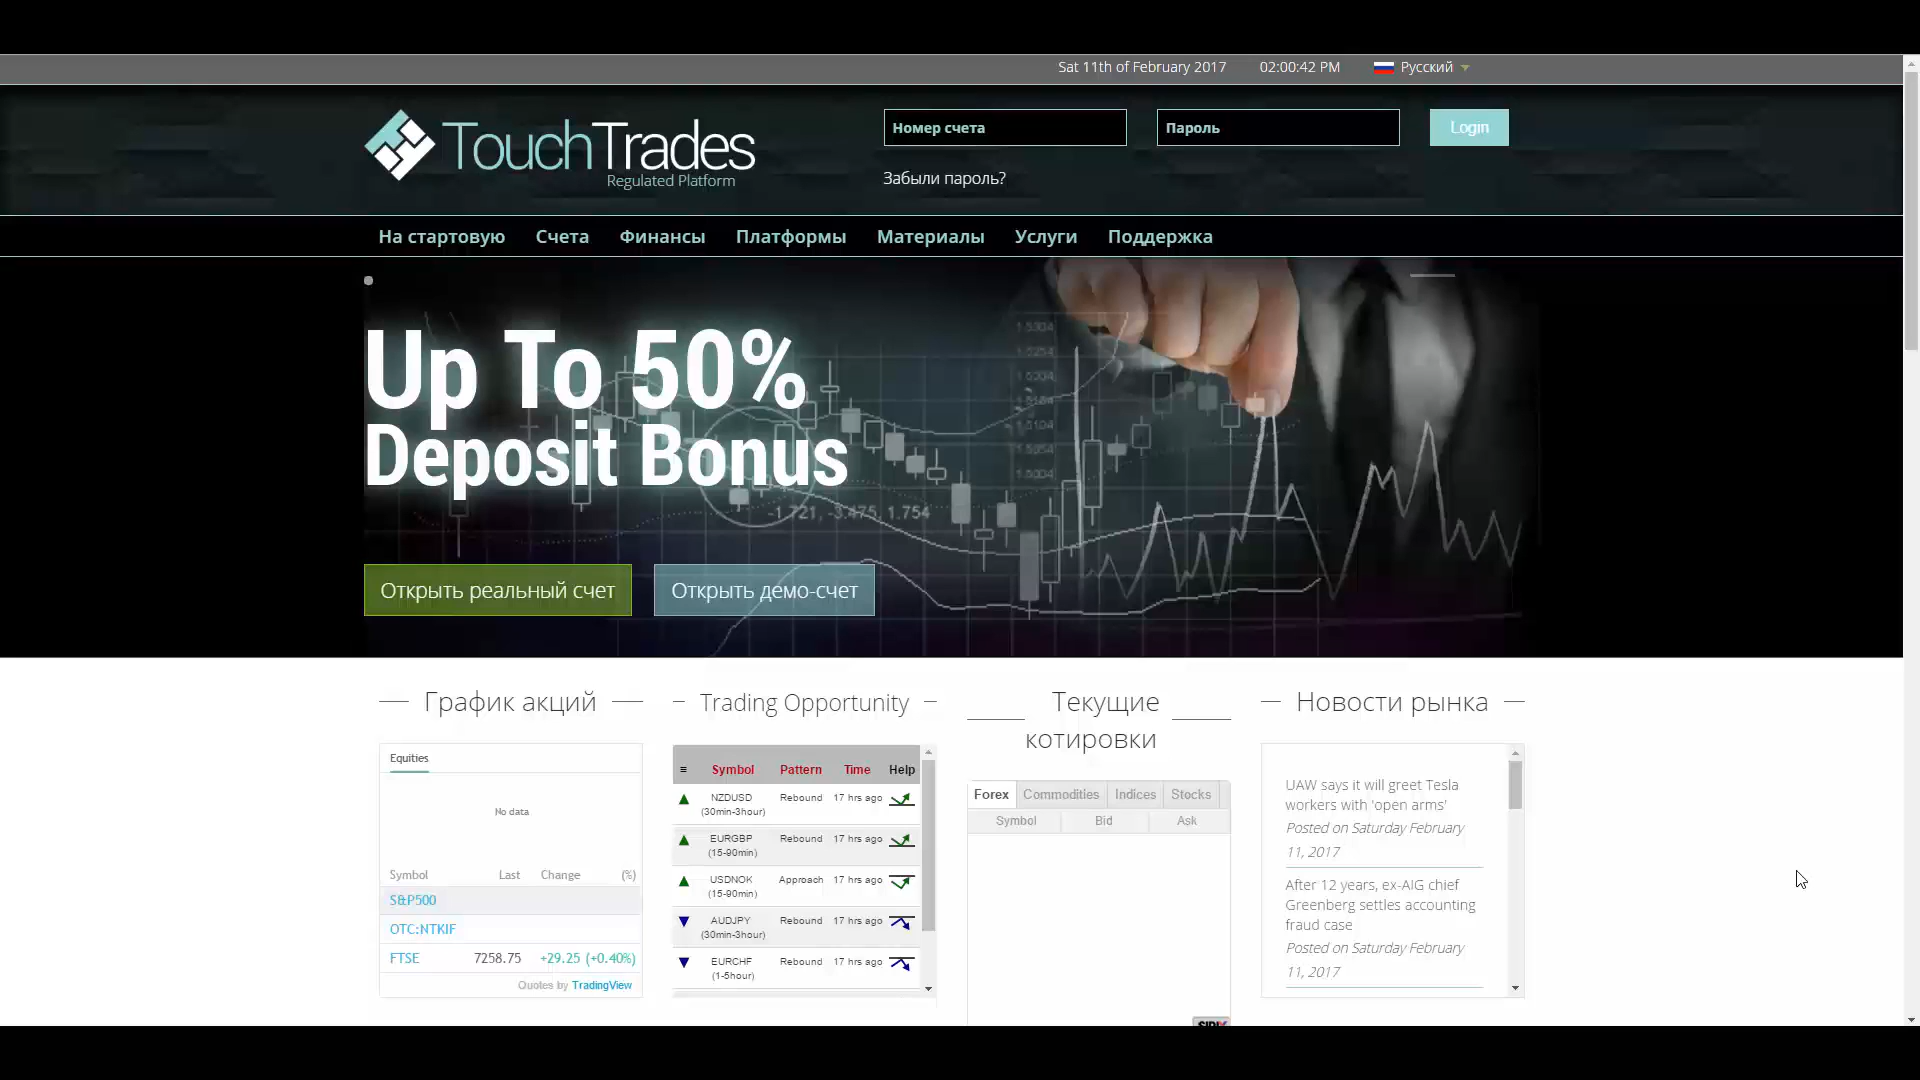 Sat 11th of February 2017 02:00:42 PM Русский
TouchTrades
Regulated Platform
Номер счета Пароль Login
Забыли пароль?
На стартовую Счета Финансы Платформы Материалы Услуги Поддержка
Up To 50%
Deposit Bonus
-1.721, -3.475, 1.754
Открыть реальный счет Открыть демо-счет
График акций
Equities
No data
Symbol Last Change (%)
S&P500
OTC:NTKIF
FTSE 7258.75 +29.25 (+0.40%)
Quotes by TradingView
Trading Opportunity
≡ Symbol Pattern Time Help
NZDUSD Rebound 17 hrs ago
(30min-3hour)
EURGBP Rebound 17 hrs ago
(15-90min)
USDNOK Approach 17 hrs ago
(15-90min)
AUDJPY Rebound 17 hrs ago
(30min-3hour)
EURCHF Rebound 17 hrs ago
(1-5hour)
Текущие
котировки
Forex Commodities Indices Stocks
Symbol Bid Ask
Новости рынка
UAW says it will greet Tesla
workers with 'open arms'
Posted on Saturday February
11, 2017
After 12 years, ex-AIG chief
Greenberg settles accounting
fraud case
Posted on Saturday February
11, 2017